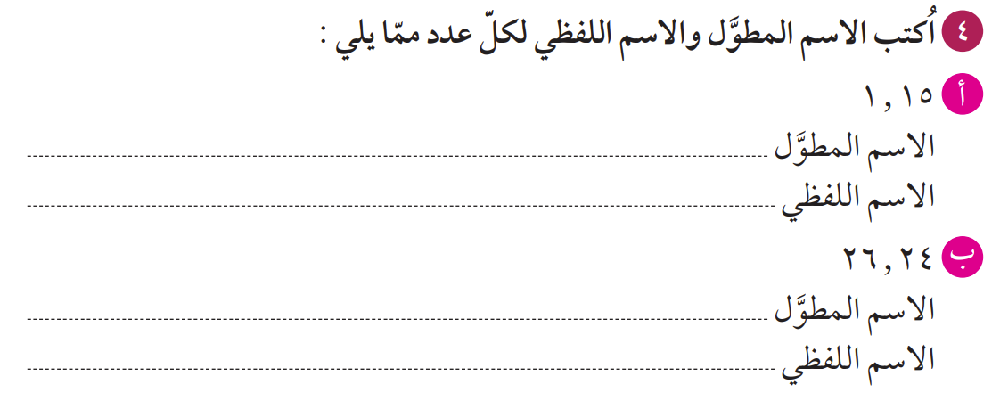 ٤ اُكتب الاسم المطوَّل والاسم اللفظي لكلّ عدد ممّا يلي :
أ ١,١٥
الاسم المطوَّل
الاسم اللفظي
ب ٢٦,٢٤
الاسم المطوَّل
الاسم اللفظي